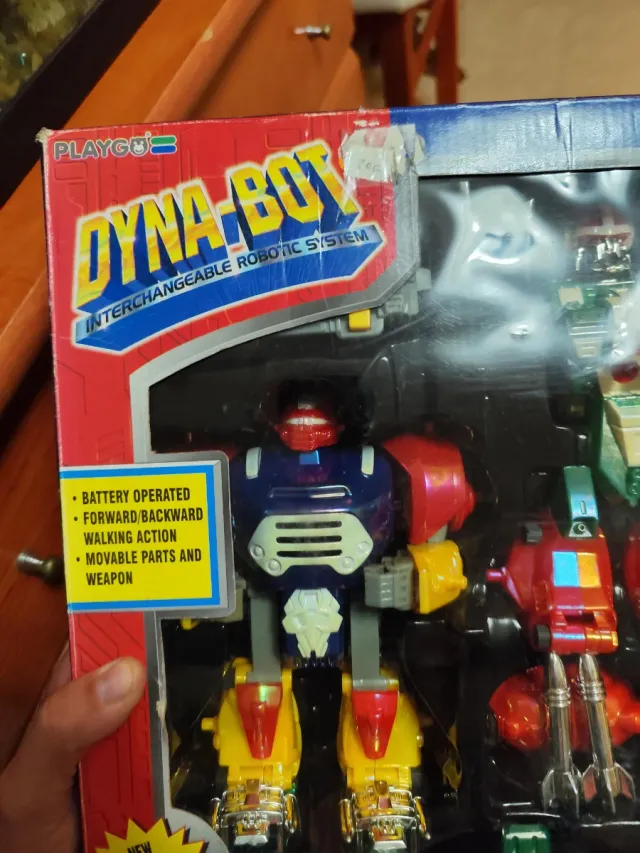 PLAYGO
DYNA-BOT
INTERCHANGEABLE ROBOTIC SYSTEM
• BATTERY OPERATED
• FORWARD/BACKWARD
WALKING ACTION
• MOVABLE PARTS AND
WEAPON
NEW